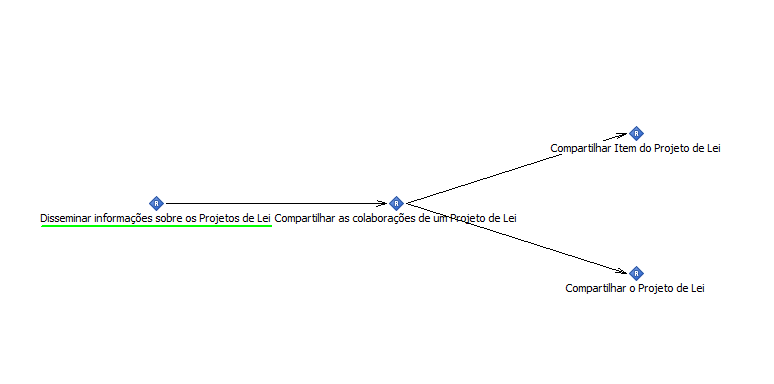 R
Compartilhar Item do Projeto de Lei
R
R
Disseminar informações sobre os Projetos de Lei
Compartilhar as colaborações de um Projeto de Lei
R
Compartilhar o Projeto de Lei